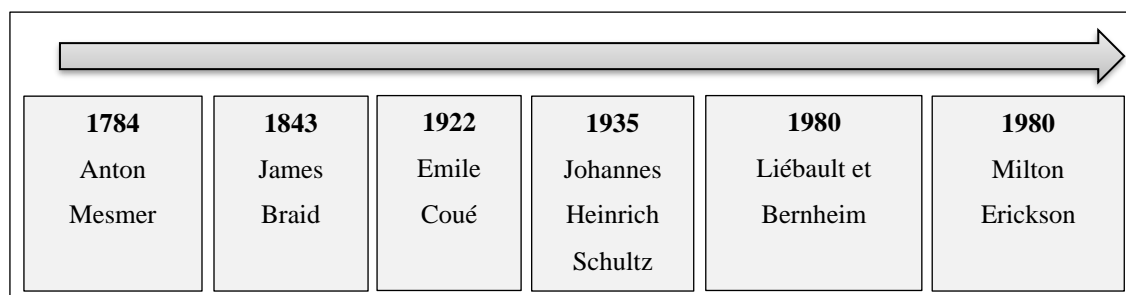 1784
Anton
Mesmer
1843
James
Braid
1922
Emile
Coué
1935
Johannes
Heinrich
Schultz
1980
Liébault et
Bernheim
1980
Milton
Erickson